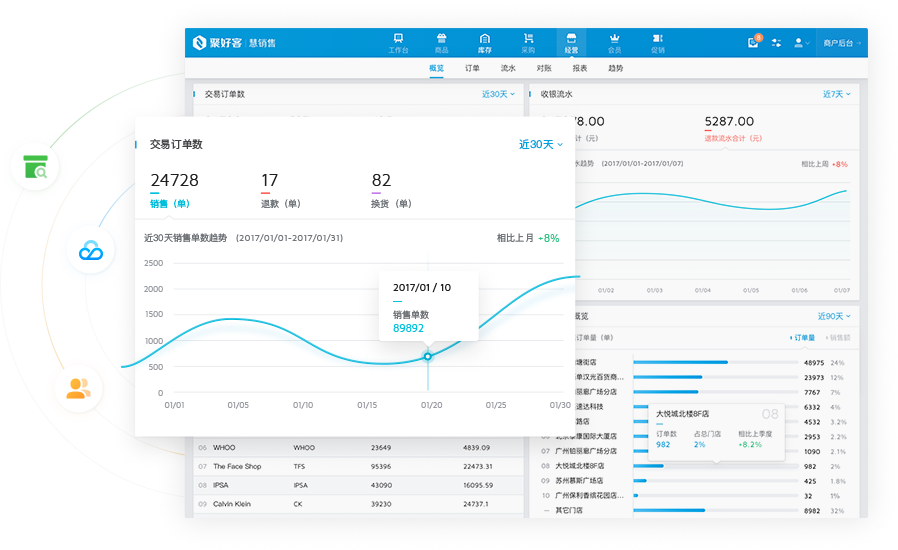 聚好客 慧销售
工作台 商品 库存 采购 经营 会员 促销
8
商户后台
概览 订单 流水 对账 报表 趋势
交易订单数 近30天
收银流水 近7天
8.00 5287.00
计（元） 退款流水合计（元）
水趋势 (2017/01/01-2017/01/07) 相比上周 +8%
01/02 01/03 01/04 01/05 01/06 01/07
交易订单数 近30天
24728 17 82
销售（单） 退款（单） 换货（单）
近30天销售单数趋势 (2017/01/01-2017/01/31) 相比上月 +8%
2500
2000
1500
1000
500
0
01/01 01/05 01/10 01/15 01/20 01/25 01/30
2017/01 / 10
销售单数
89892
概览 近90天
订单量（单） 订单量 销售额
塘街店 48975 24%
单汉光百货商... 23973 12%
丽廊广场分店 7767 7%
速达科技 6332 4%
路店 4532 3.2%
北京泰康国际大厦店 2953 2.2%
07 广州铂丽廊广场分店 1090 2.1%
08 大悦城北楼8F店 982 2%
09 苏州慕斯广场店 425 1.8%
10 广州保利香槟花园店... 32 1%
其它门店 8982 32%
大悦城北楼8F店 08
订单数 占总门店 相比上季度
982 2% +8.2%
06 WHOO WHOO 23649 4839.09
07 The Face Shop TFS 95396 22473.31
08 IPSA IPSA 43090 16095.59
09 Calvin Klein CK 39230 24737.1